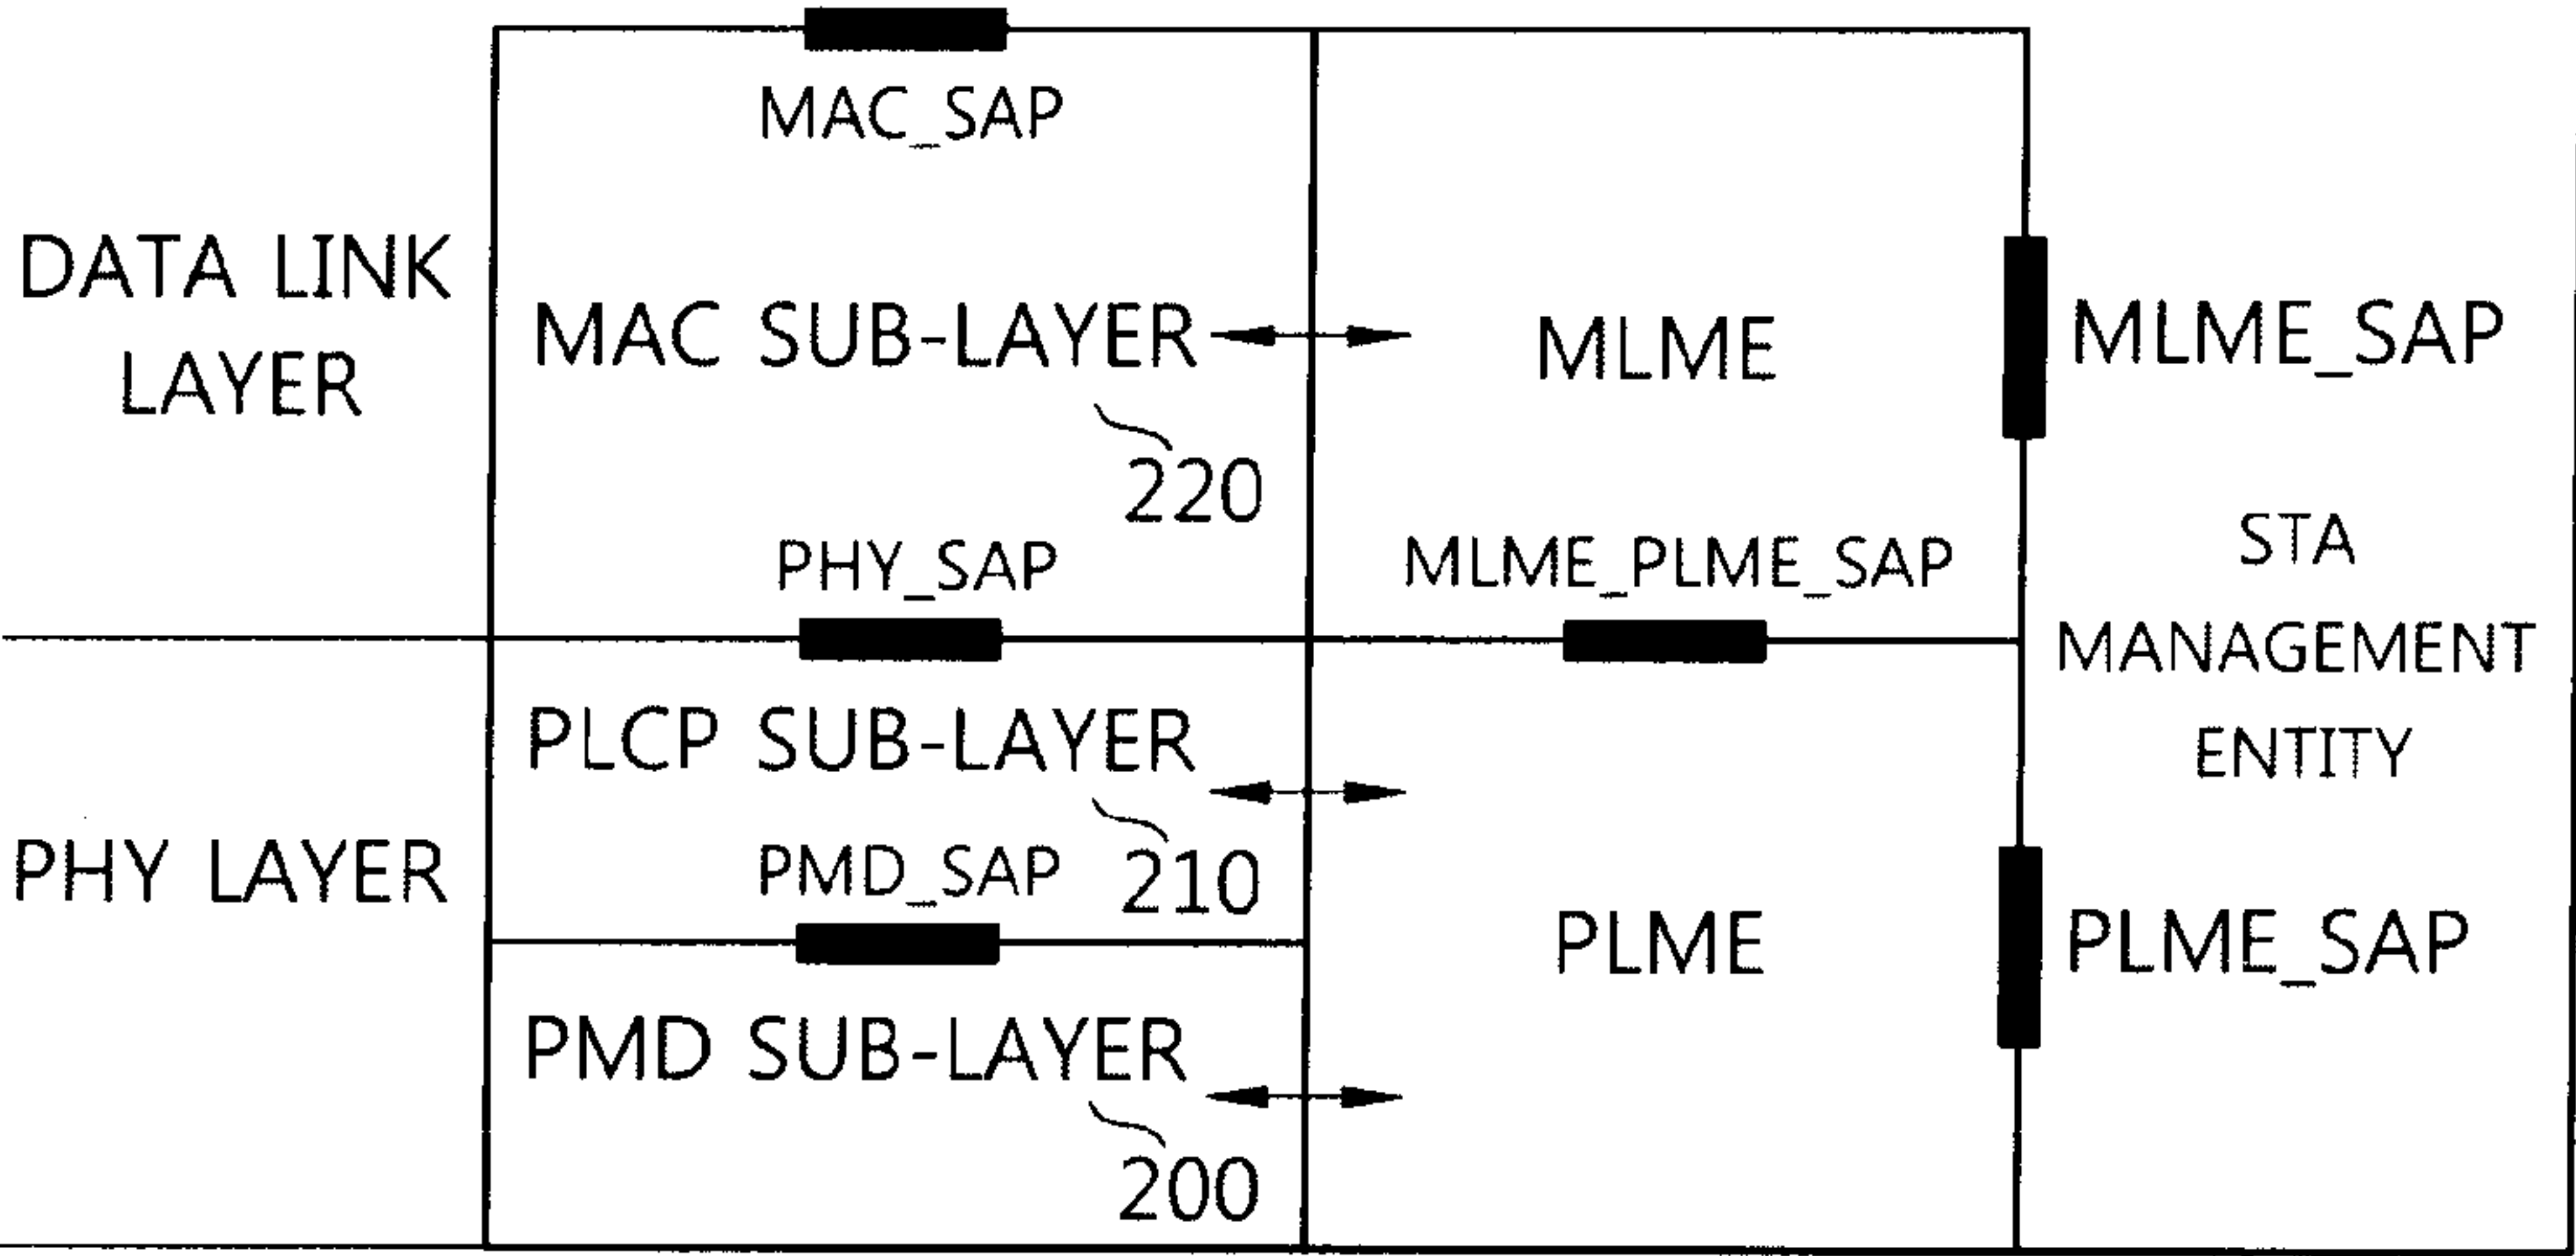 MAC_SAP
DATA LINK
LAYER
MAC SUB-LAYER
220
MLME
MLME_SAP
PHY_SAP
MLME_PLME_SAP
STA
MANAGEMENT
ENTITY
PHY LAYER
PLCP SUB-LAYER
210
PMD_SAP
PLME
PLME_SAP
PMD SUB-LAYER
200